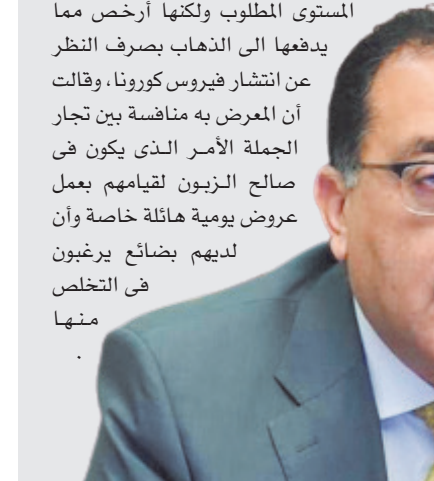 المستوى المطلوب ولكنها أرخص مما
يدفعها الى الذهاب بصرف النظر
عن انتشار فيروس كورونا، وقالت
أن المعرض به منافسة بين تجار
الجملة الأمر الذى يكون فى
صالح الزبون لقيامهم بعمل
عروض يومية هائلة خاصة وأن
لديهم بضائع يرغبون
فى التخلص
منها
.